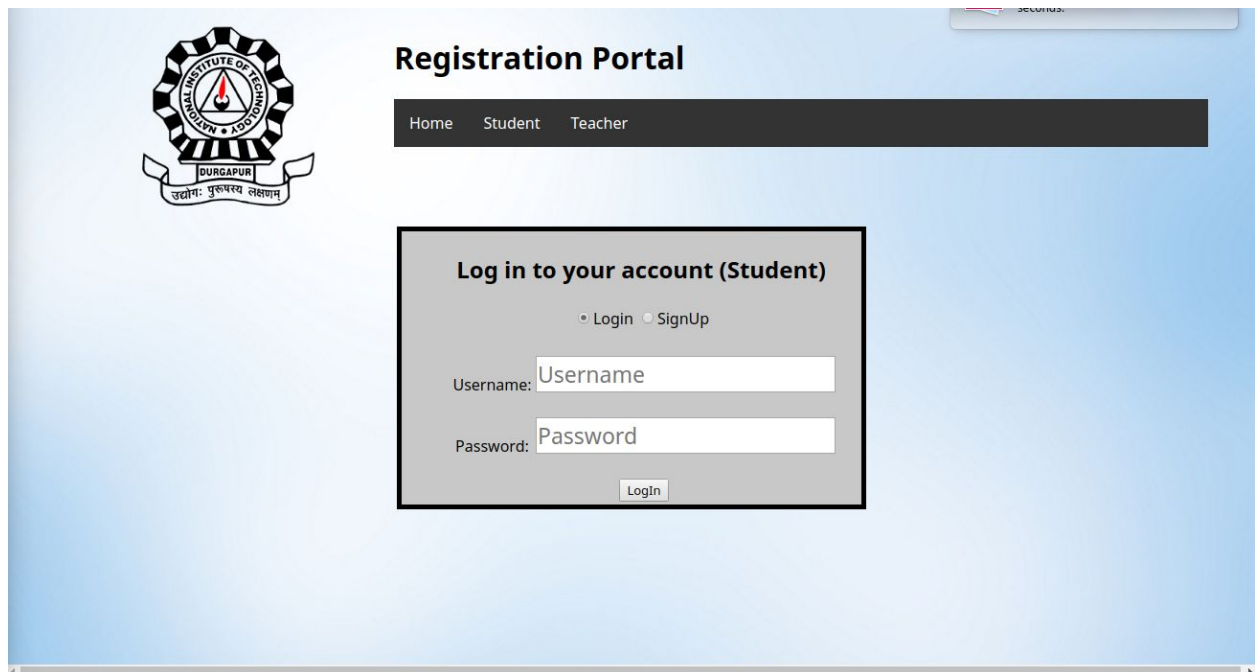 seconds.
NATIONAL INSTITUTE OF TECHNOLOGY
DURGAPUR
उद्योगः पुरूषस्य लक्षणम्
Registration Portal
Home Student Teacher
Log in to your account (Student)
Login SignUp
Username: Username
Password: Password
LogIn